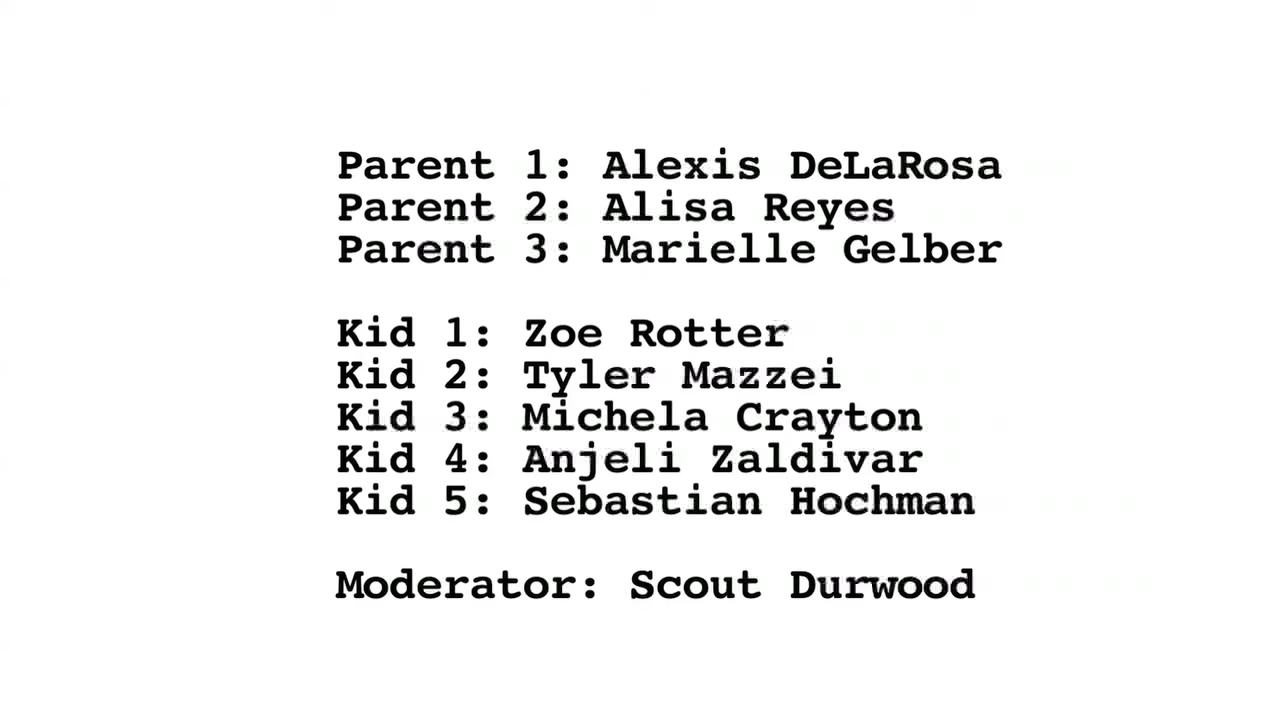 Parent 1: Alexis DeLaRosa
Parent 2: Alisa Reyes
Parent 3: Marielle Gelber
Kid 1: Zoe Rotter
Kid 2: Tyler Mazzei
Kid 3: Michela Crayton
Kid 4: Anjeli Zaldivar
Kid 5: Sebastian Hochman
Moderator: Scout Durwood